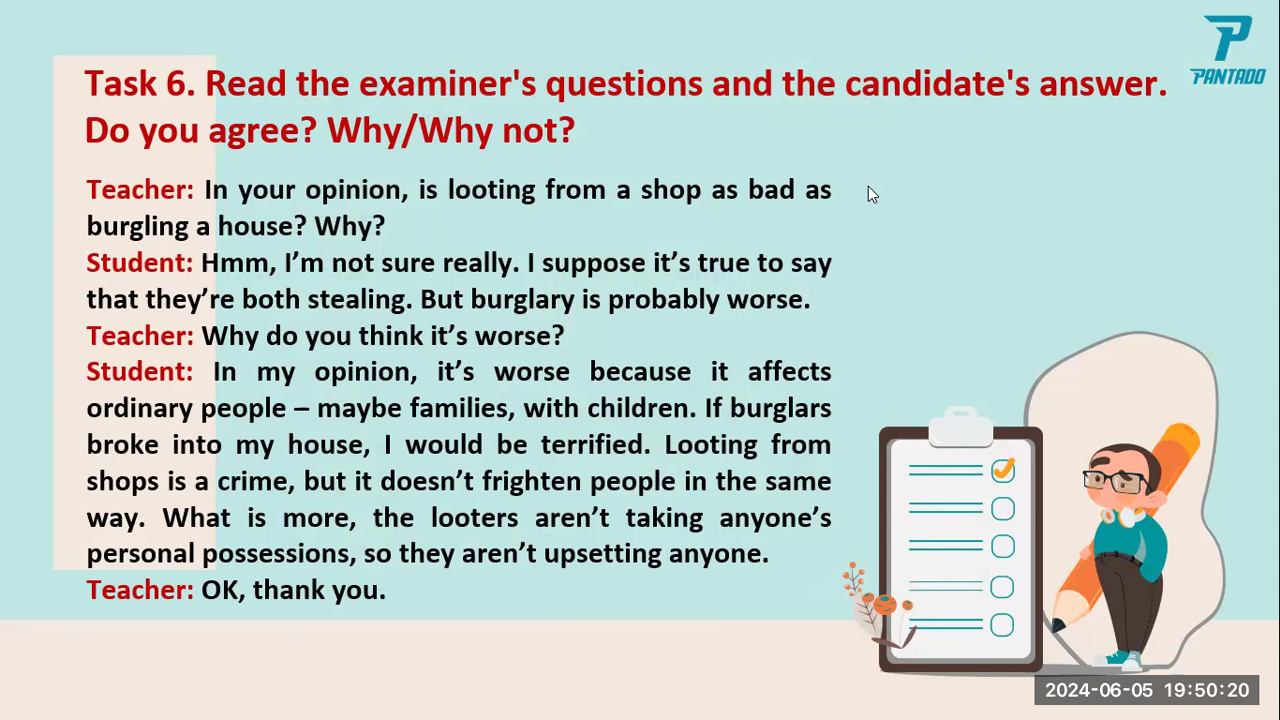 PANTADO
Task 6. Read the examiner's questions and the candidate's answer.
Do you agree? Why/Why not?
Teacher: In your opinion, is looting from a shop as bad as
burgling a house? Why?
Student: Hmm, I’m not sure really. I suppose it’s true to say
that they’re both stealing. But burglary is probably worse.
Teacher: Why do you think it’s worse?
Student: In my opinion, it’s worse because it affects
ordinary people – maybe families, with children. If burglars
broke into my house, I would be terrified. Looting from
shops is a crime, but it doesn’t frighten people in the same
way. What is more, the looters aren’t taking anyone’s
personal possessions, so they aren’t upsetting anyone.
Teacher: OK, thank you.
2024-06-05 19:50:20